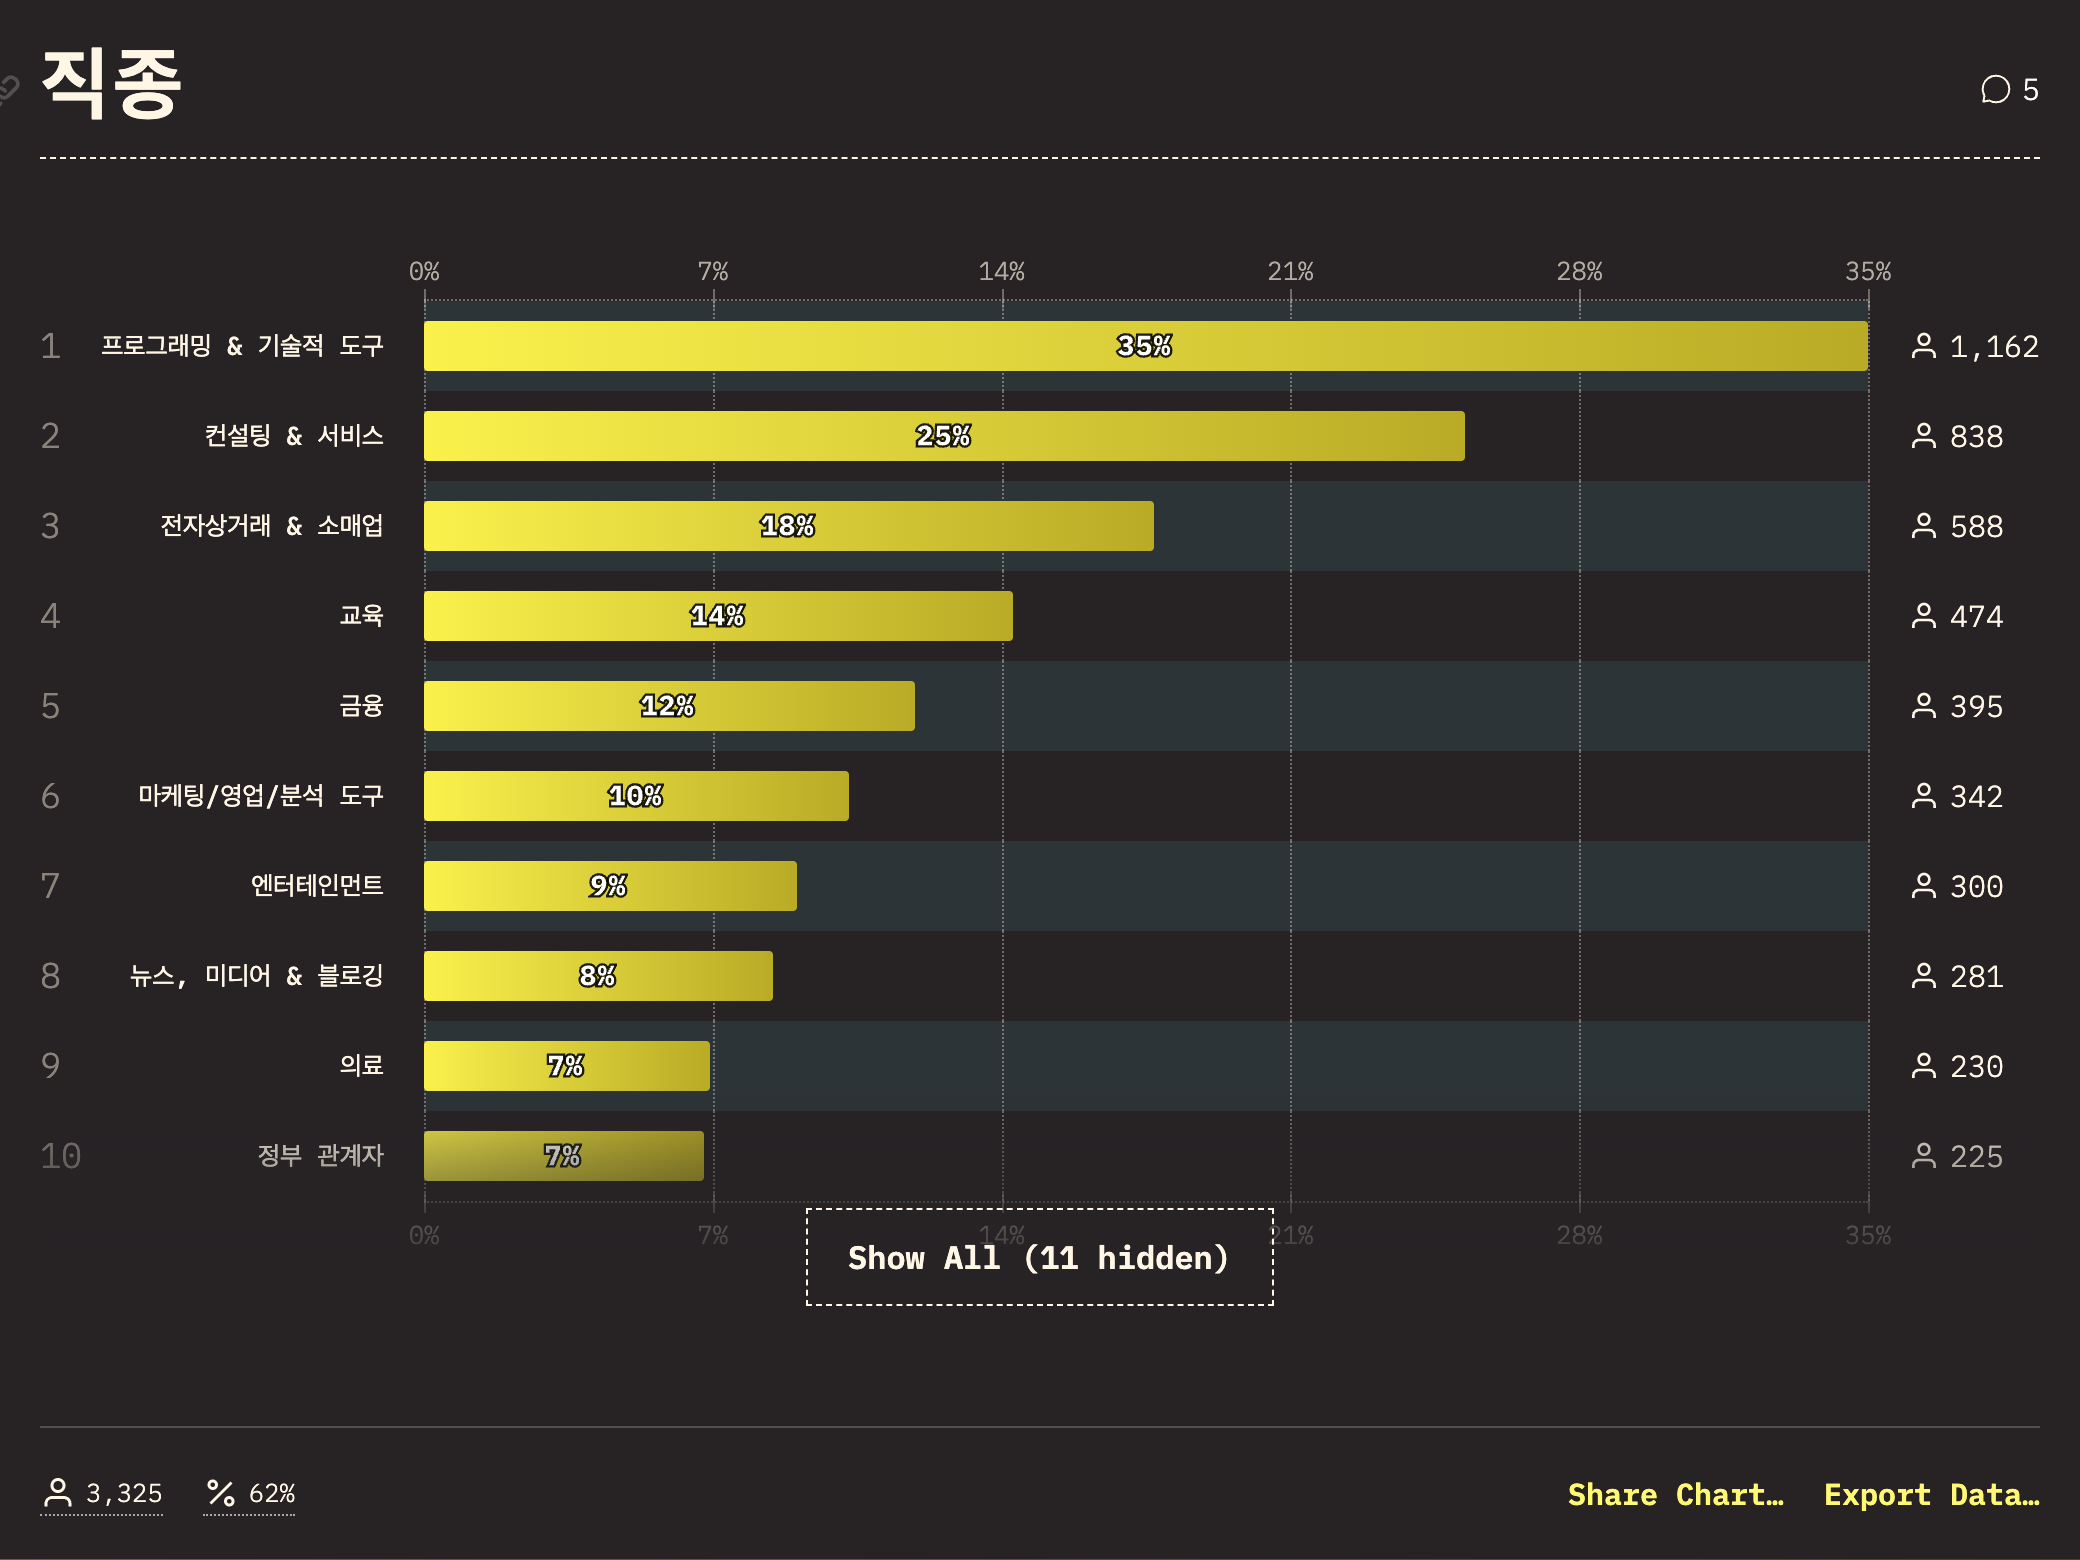 직종
5
0% 7% 14% 21% 28% 35%
1 프로그래밍 & 기술적 도구 35% 1,162
2 컨설팅 & 서비스 25% 838
3 전자상거래 & 소매업 18% 588
4 교육 14% 474
5 금융 12% 395
6 마케팅/영업/분석 도구 10% 342
7 엔터테인먼트 9% 300
8 뉴스, 미디어 & 블로깅 8% 281
9 의료 7% 230
10 정부 관계자 7% 225
0% 7% 14% 21% 28% 35%
Show All (11 hidden)
3,325 62% Share Chart… Export Data…